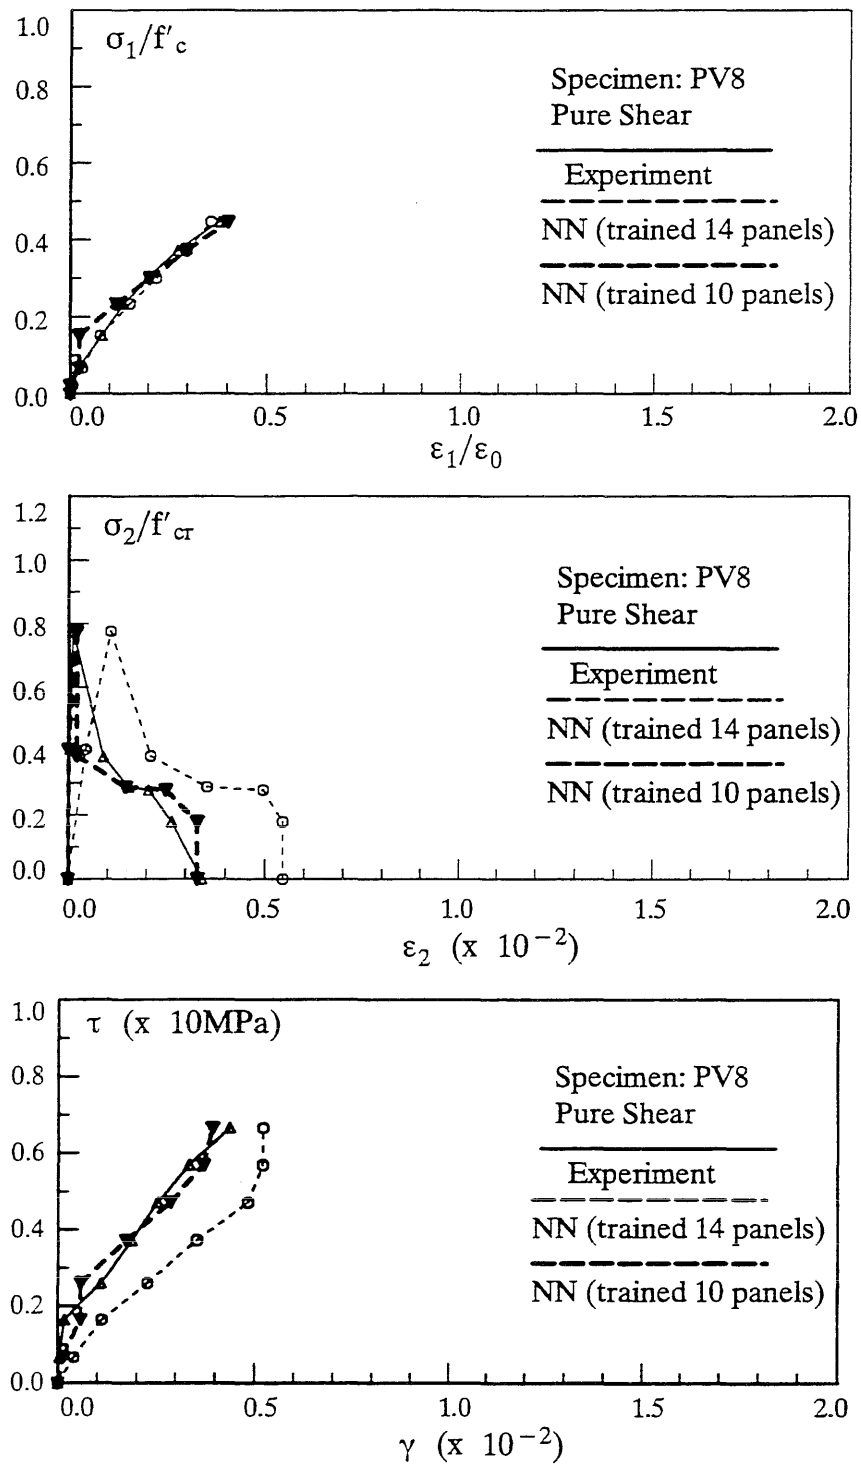 1.0
σ₁/f′c
0.8
0.6
0.4
0.2
0.0
Specimen: PV8
Pure Shear
Experiment
NN (trained 14 panels)
NN (trained 10 panels)
0.0 0.5 1.0 1.5 2.0
ε₁/ε₀
1.2
σ₂/f′cr
1.0
0.8
0.6
0.4
0.2
0.0
Specimen: PV8
Pure Shear
Experiment
NN (trained 14 panels)
NN (trained 10 panels)
0.0 0.5 1.0 1.5 2.0
ε₂ (x 10⁻²)
1.0
τ (x 10MPa)
0.8
0.6
0.4
0.2
0.0
Specimen: PV8
Pure Shear
Experiment
NN (trained 14 panels)
NN (trained 10 panels)
0.0 0.5 1.0 1.5 2.0
γ (x 10⁻²)